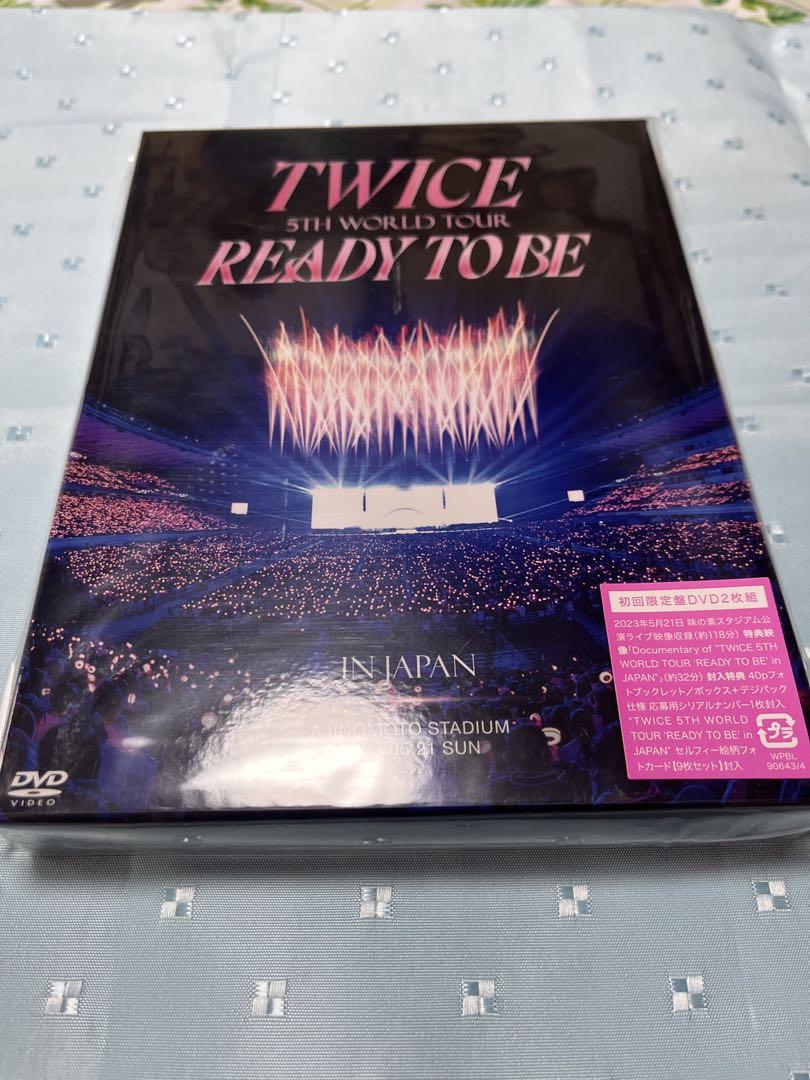 TWICE
5TH WORLD TOUR
READY TO BE
IN JAPAN
AJINOMOTO STADIUM
05.21 SUN
DVD
VIDEO
初回限定盤DVD2枚組
2023年5月21日 味の素スタジアム公
演ライブ映像収録(約118分) 特典映
像「Documentary of "TWICE 5TH
WORLD TOUR 'READY TO BE' in
JAPAN"」(約32分) 封入特典 40pフォ
トブックレット/ボックス+デジパック
仕様 応募用シリアルナンバー1枚封入
"TWICE 5TH WORLD
TOUR 'READY TO BE' in
JAPAN" セルフィー絵柄フォ
トカード【9枚セット】封入
プラ
WPBL
90643/4